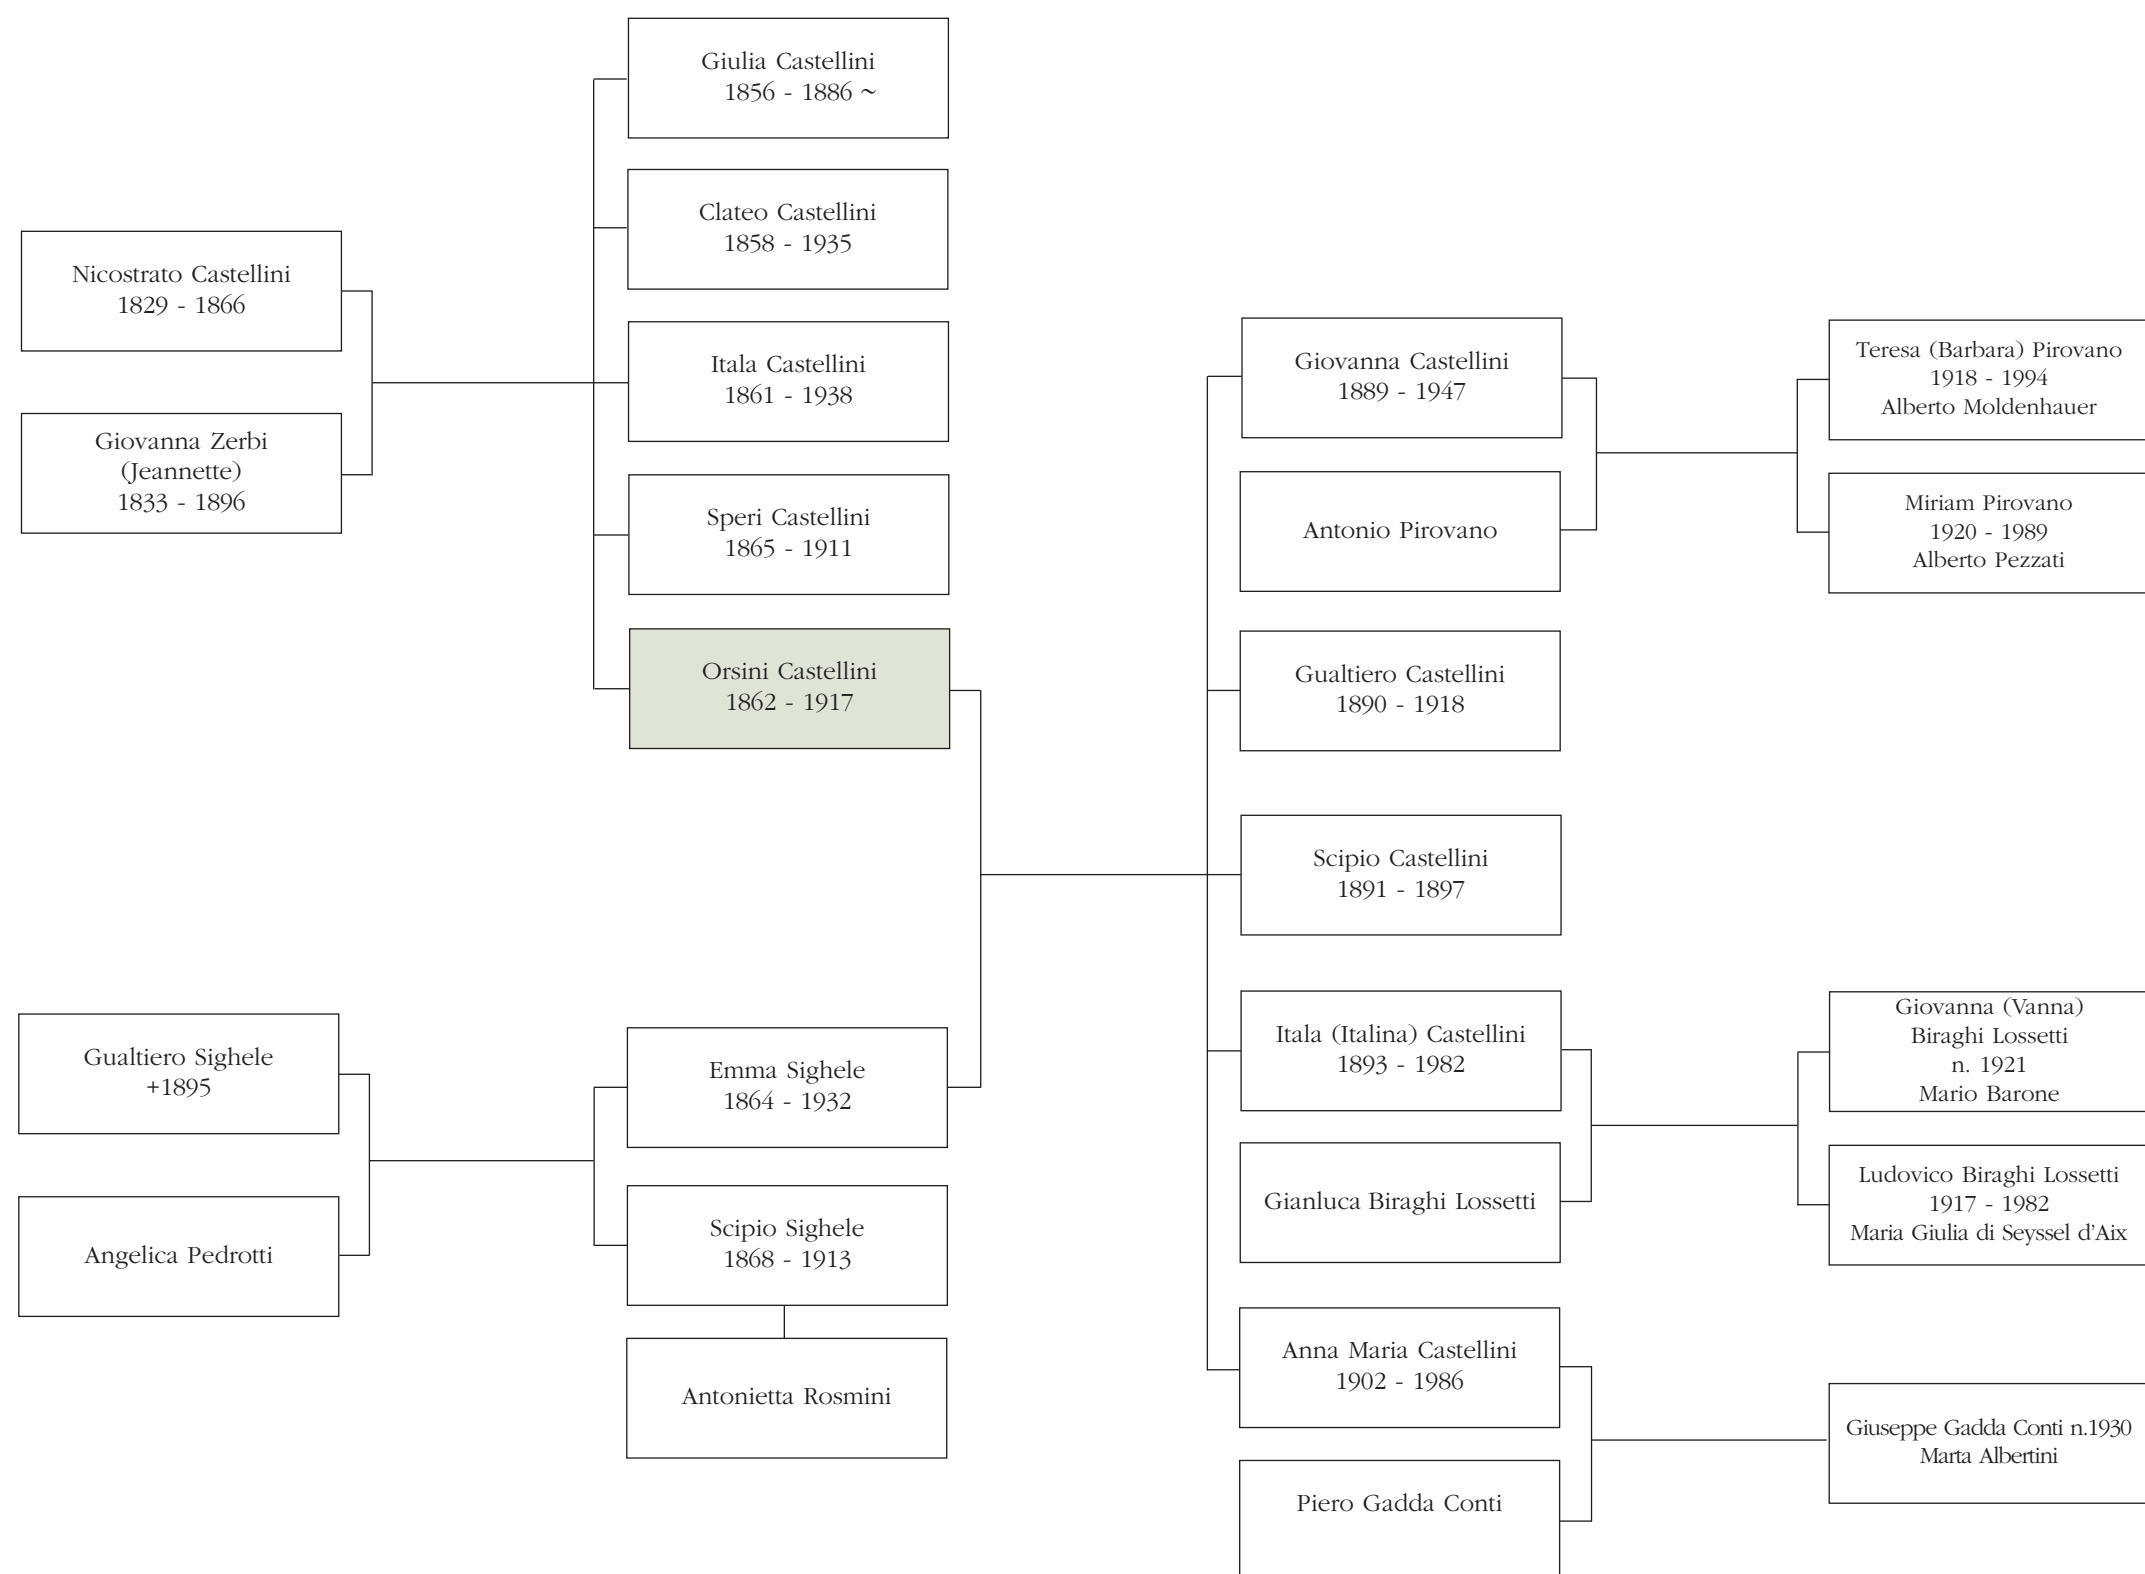 Giulia Castellini
1856 - 1886 ~
Clateo Castellini
1858 - 1935
Nicostrato Castellini
1829 - 1866
Itala Castellini
1861 - 1938
Giovanna Zerbi
(Jeannette)
1833 - 1896
Speri Castellini
1865 - 1911
Orsini Castellini
1862 - 1917
Gualtiero Sighele
+1895
Angelica Pedrotti
Emma Sighele
1864 - 1932
Scipio Sighele
1868 - 1913
Antonietta Rosmini
Giovanna Castellini
1889 - 1947
Antonio Pirovano
Gualtiero Castellini
1890 - 1918
Scipio Castellini
1891 - 1897
Itala (Italina) Castellini
1893 - 1982
Gianluca Biraghi Lossetti
Anna Maria Castellini
1902 - 1986
Piero Gadda Conti
Teresa (Barbara) Pirovano
1918 - 1994
Alberto Moldenhauer
Miriam Pirovano
1920 - 1989
Alberto Pezzati
Giovanna (Vanna)
Biraghi Lossetti
n. 1921
Mario Barone
Ludovico Biraghi Lossetti
1917 - 1982
Maria Giulia di Seyssel d'Aix
Giuseppe Gadda Conti n.1930
Marta Albertini